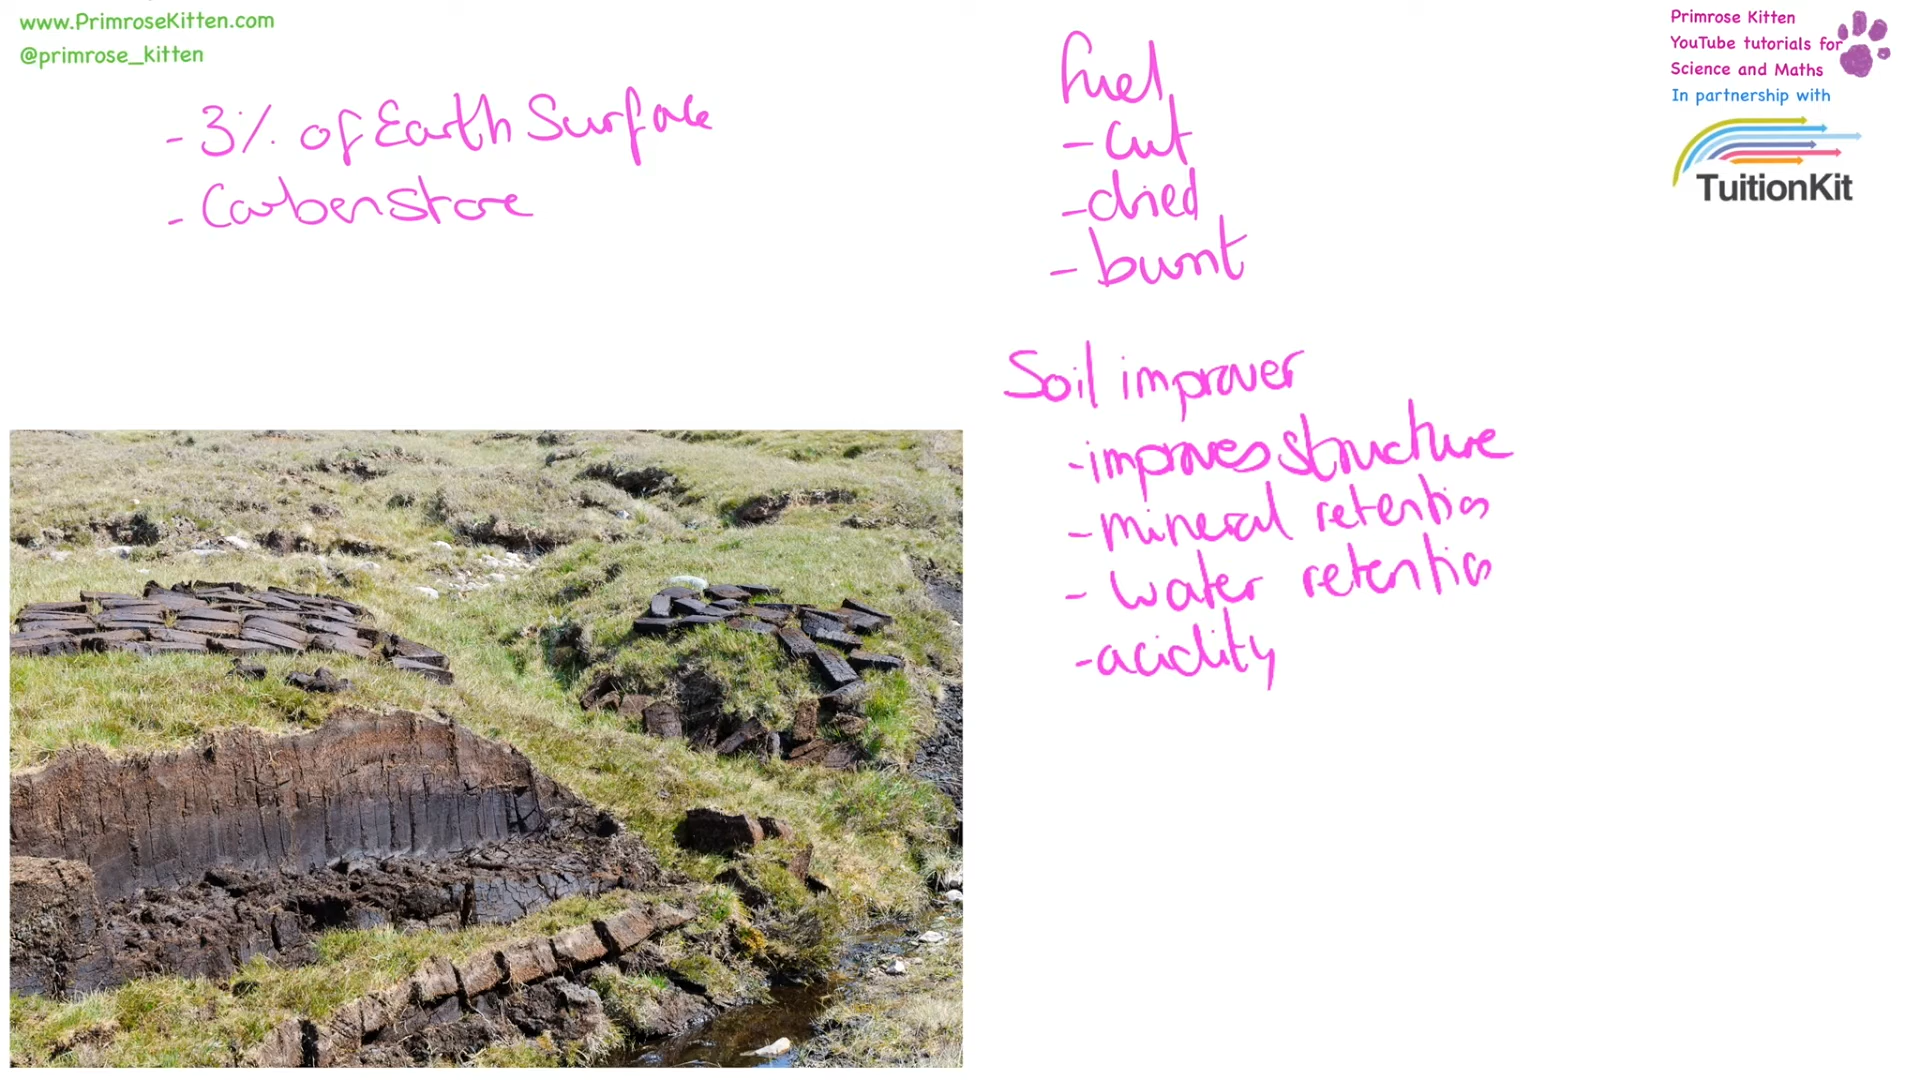 www.PrimroseKitten.com
@primrose_kitten
- 3% of Earth Surface
- Carbon store
Fuel
- cut
- dried
- burnt
Soil improver
- improves structure
- mineral retention
- water retention
- acidity
Primrose Kitten
YouTube tutorials for
Science and Maths
In partnership with
TuitionKit